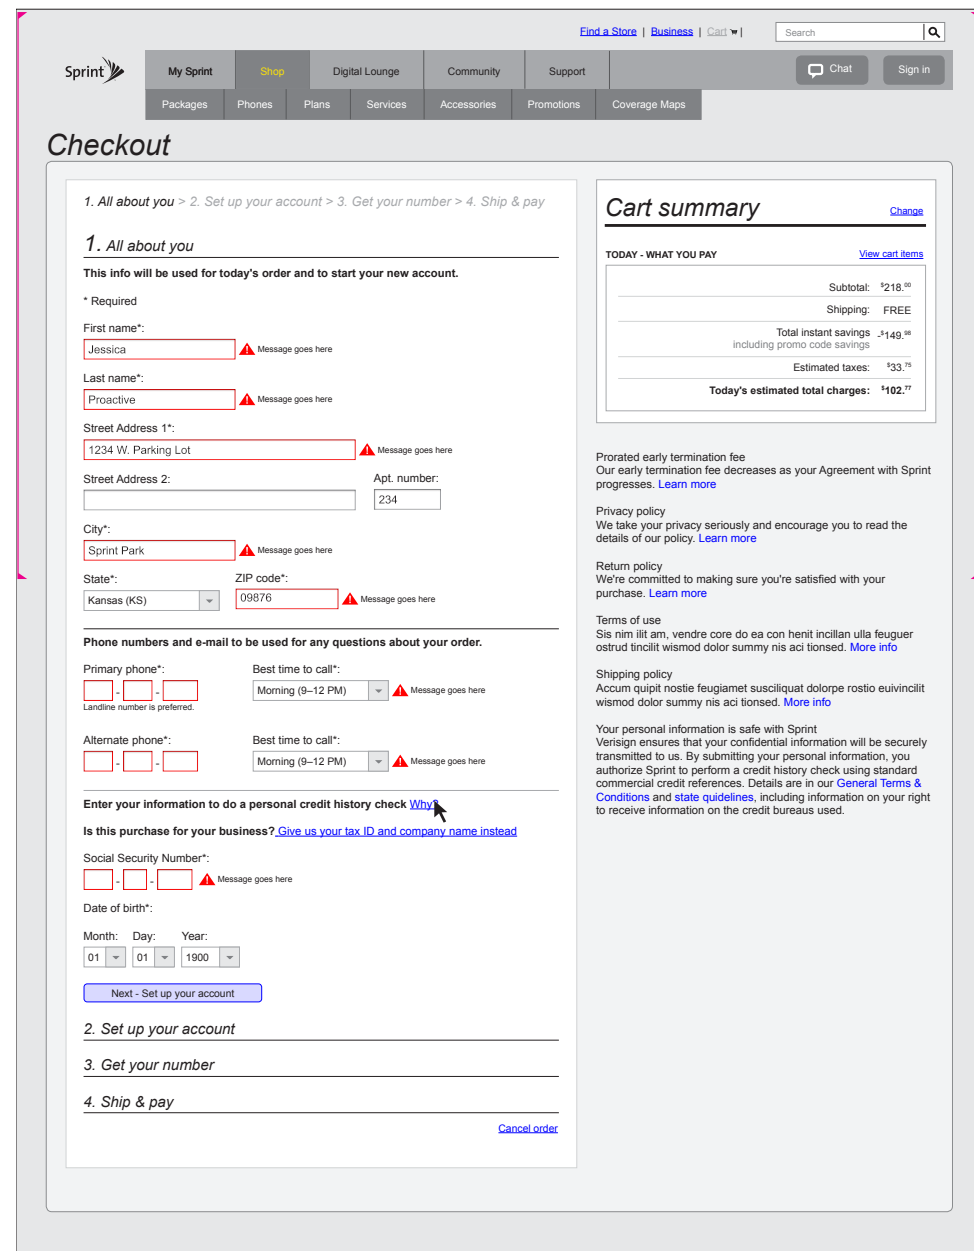 Find a Store | Business | Cart |
Search
Sprint
My Sprint
Shop
Digital Lounge
Community
Support
Chat
Sign in
Packages
Phones
Plans
Services
Accessories
Promotions
Coverage Maps
Checkout
1. All about you > 2. Set up your account > 3. Get your number > 4. Ship & pay
1. All about you
This info will be used for today's order and to start your new account.
* Required
First name*:
Jessica
Message goes here
Last name*:
Proactive
Message goes here
Street Address 1*:
1234 W. Parking Lot
Message goes here
Street Address 2:
Apt. number:
234
City*:
Sprint Park
Message goes here
State*:
ZIP code*:
Kansas (KS)
09876
Message goes here
Phone numbers and e-mail to be used for any questions about your order.
Primary phone*:
Best time to call*:
- -
Morning (9–12 PM)
Message goes here
Landline number is preferred.
Alternate phone*:
Best time to call*:
- -
Morning (9–12 PM)
Message goes here
Enter your information to do a personal credit history check Why?
Is this purchase for your business? Give us your tax ID and company name instead
Social Security Number*:
- -
Message goes here
Date of birth*:
Month: Day: Year:
01 01 1900
Next - Set up your account
2. Set up your account
3. Get your number
4. Ship & pay
Cancel order
Cart summary
Change
TODAY - WHAT YOU PAY
View cart items
Subtotal: $218.00
Shipping: FREE
Total instant savings -$149.98
including promo code savings
Estimated taxes: $33.75
Today's estimated total charges: $102.77
Prorated early termination fee
Our early termination fee decreases as your Agreement with Sprint
progresses. Learn more
Privacy policy
We take your privacy seriously and encourage you to read the
details of our policy. Learn more
Return policy
We're committed to making sure you're satisfied with your
purchase. Learn more
Terms of use
Sis nim ilit am, vendre core do ea con henit incillan ulla feuguer
ostrud tincilit wismod dolor summy nis aci tionsed. More info
Shipping policy
Accum quipit nostie feugiamet susciliquat dolorpe rostio euivincilit
wismod dolor summy nis aci tionsed. More info
Your personal information is safe with Sprint
Verisign ensures that your confidential information will be securely
transmitted to us. By submitting your personal information, you
authorize Sprint to perform a credit history check using standard
commercial credit references. Details are in our General Terms &
Conditions and state quidelines, including information on your right
to receive information on the credit bureaus used.